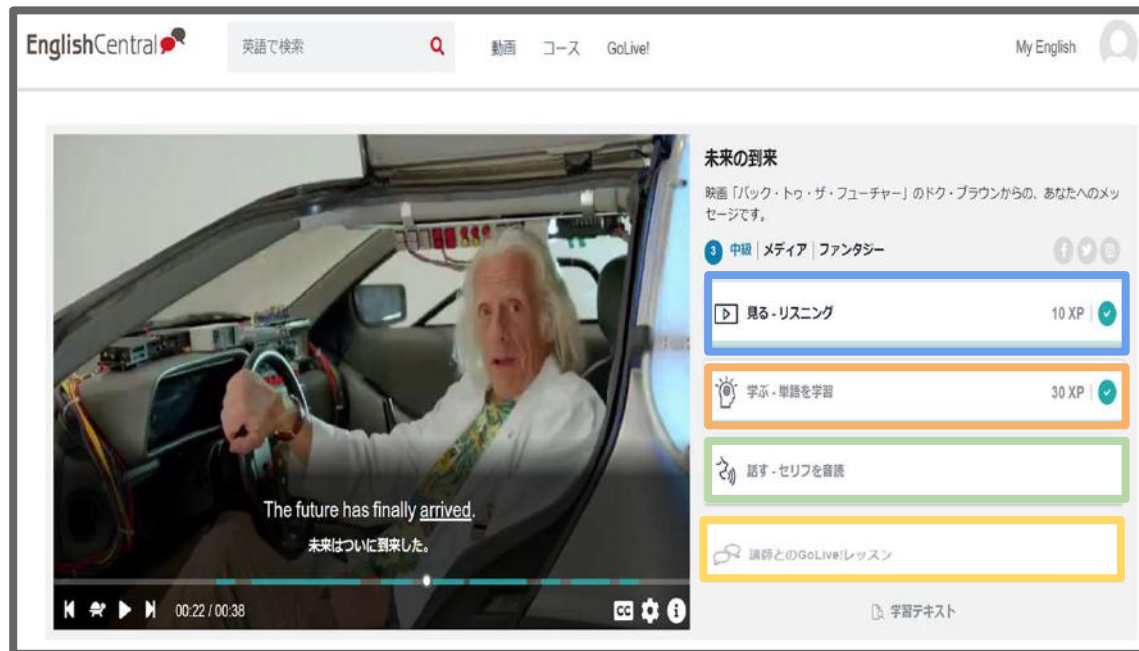 EnglishCentral
英語で検索
動画 コース GoLive!
My English
未来の到来
映画「バック・トゥ・ザ・フューチャー」のドク・ブラウンからの、あなたへのメッ
セージです。
3 中級 | メディア | ファンタジー
見る - リスニング 10 XP
学ぶ - 単語を学習 30 XP
話す - セリフを音読
講師とのGoLive!レッスン
学習テキスト
The future has finally arrived.
未来はついに到来した。
00:22 / 00:38
CC